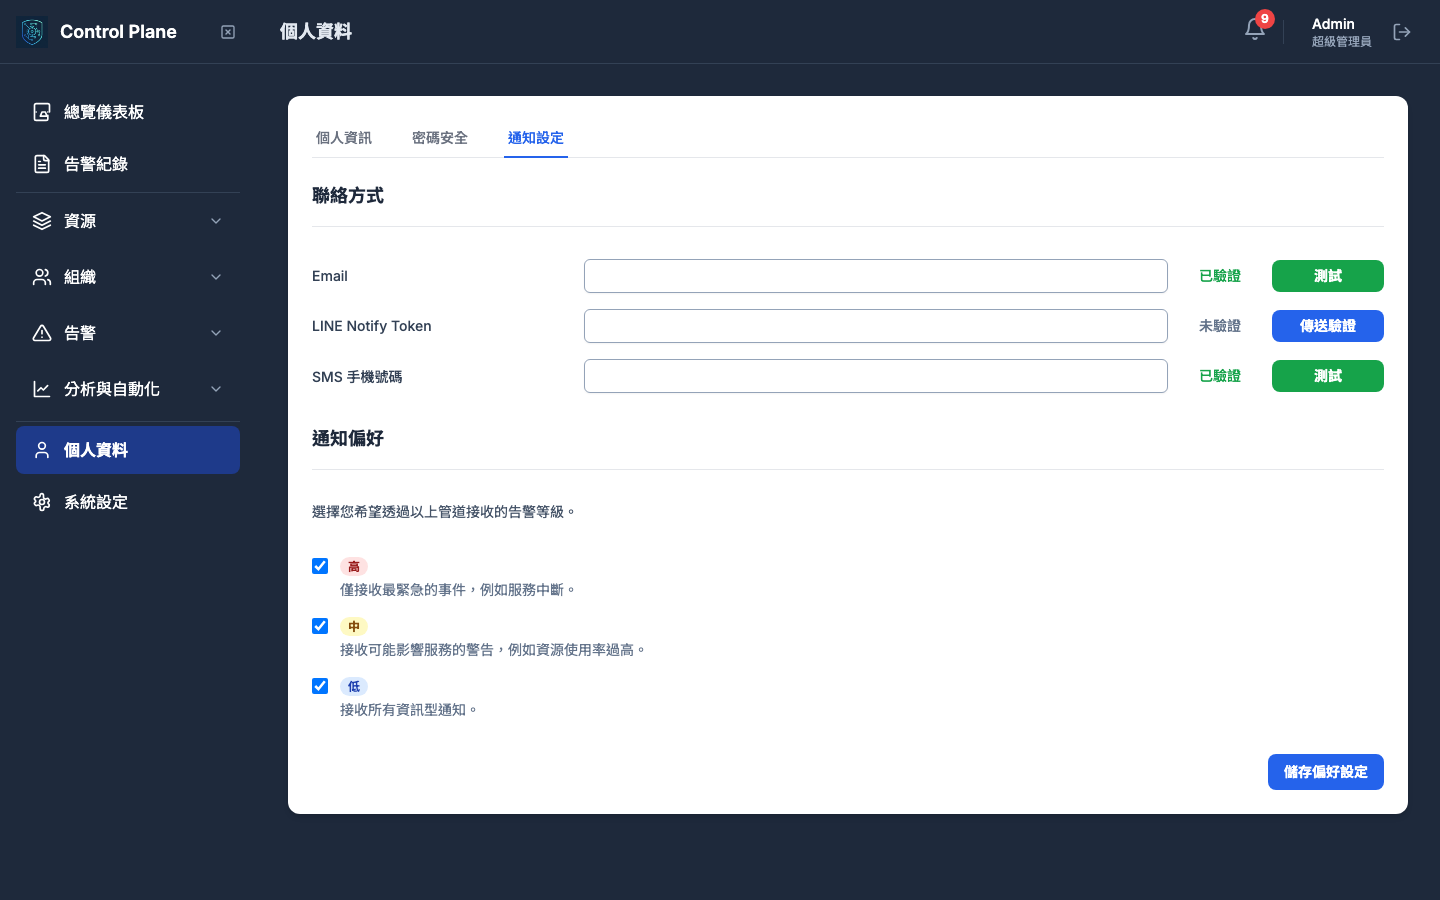 Control Plane
個人資料
9
Admin
超級管理員
總覽儀表板
告警紀錄
資源
組織
告警
分析與自動化
個人資料
系統設定
個人資訊 密碼安全 通知設定
聯絡方式
Email 已驗證 測試
LINE Notify Token 未驗證 傳送驗證
SMS 手機號碼 已驗證 測試
通知偏好
選擇您希望透過以上管道接收的告警等級。
高
僅接收最緊急的事件，例如服務中斷。
中
接收可能影響服務的警告，例如資源使用率過高。
低
接收所有資訊型通知。
儲存偏好設定